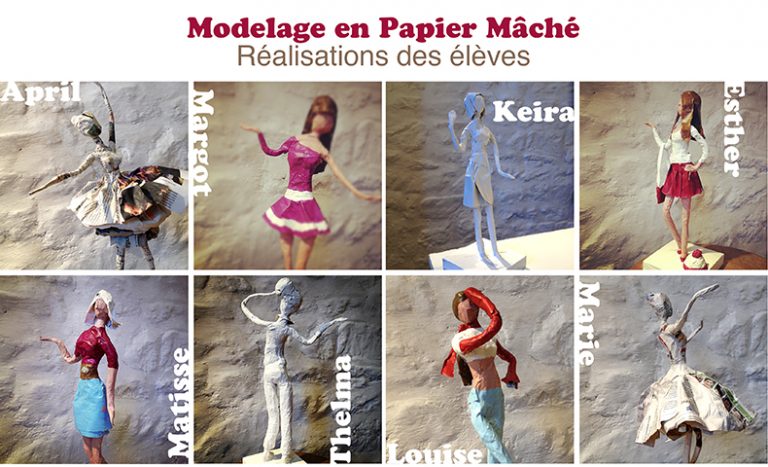 Modelage en Papier Mâché
Réalisations des élèves
April
Margot
Keira
Esther
Matisse
Thelma
Louise
Marie